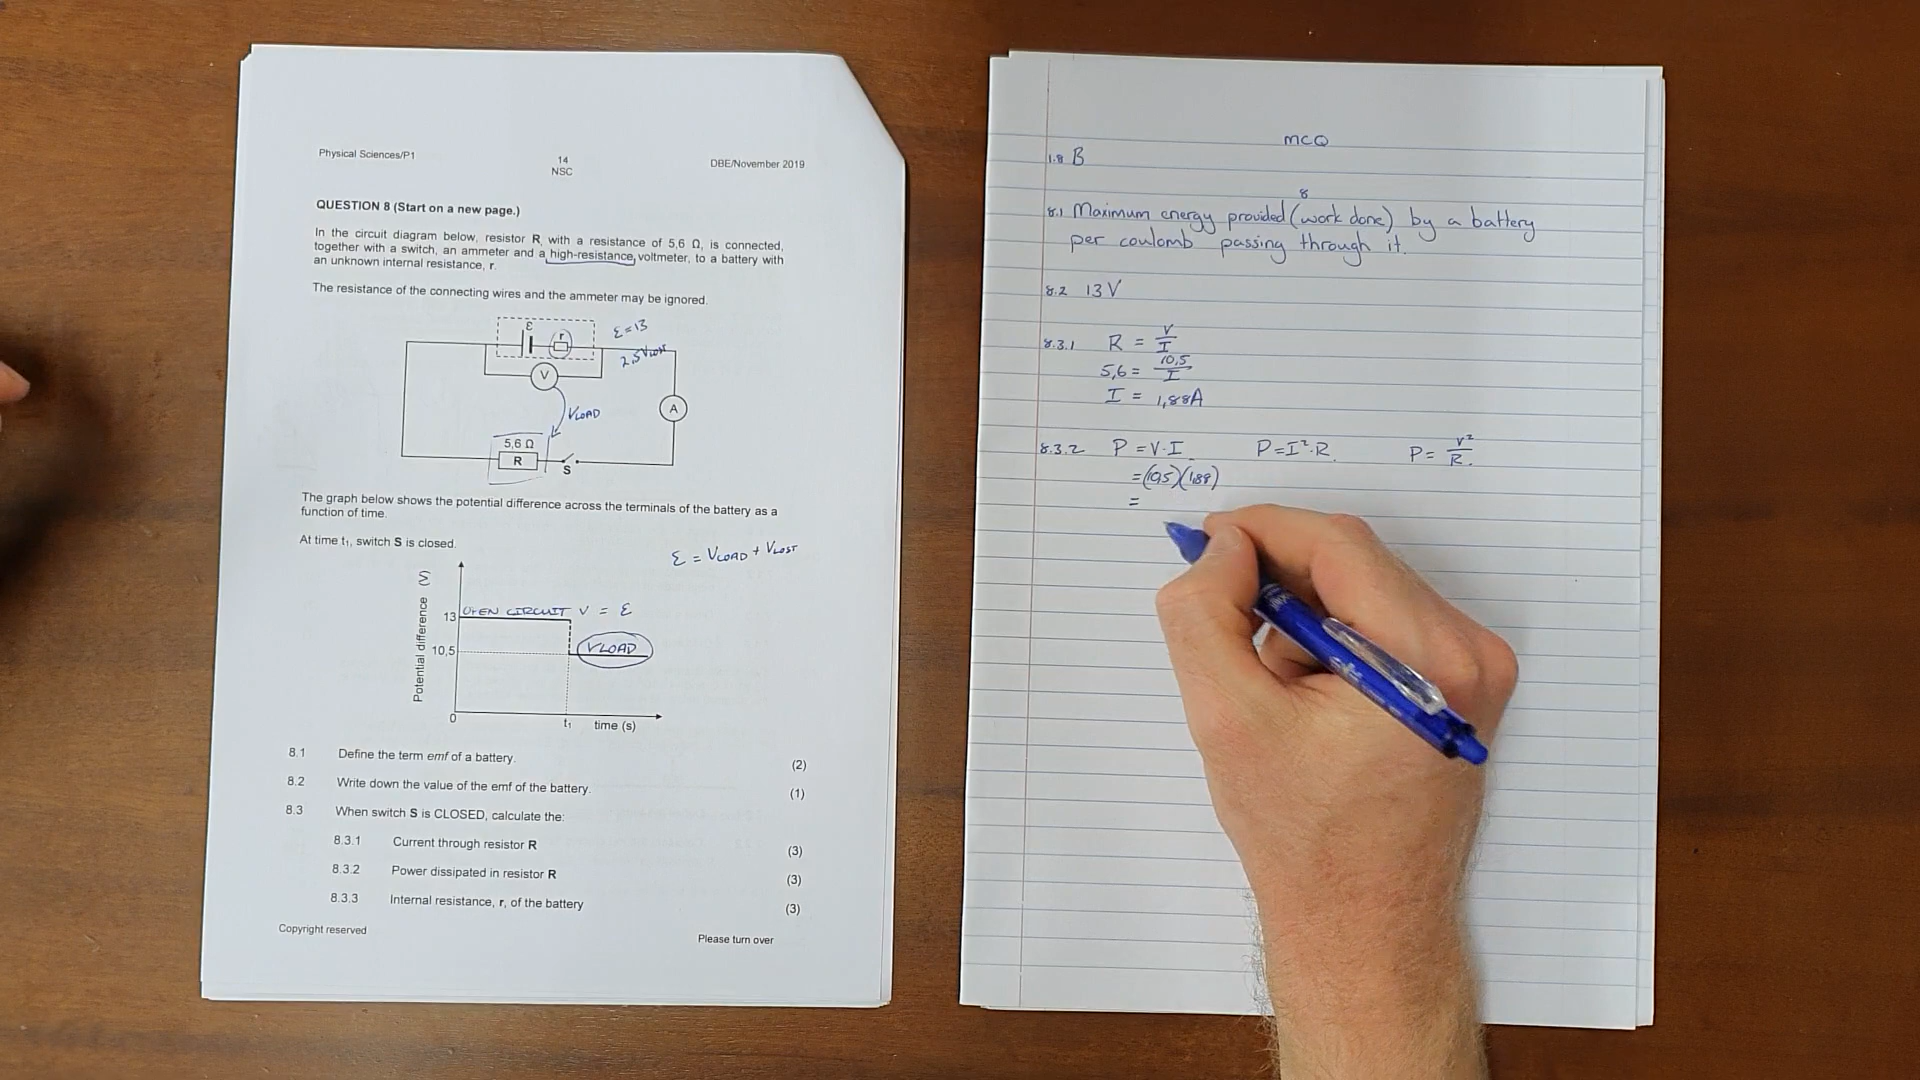 Physical Sciences/P1
14
NSC
DBE/November 2019
QUESTION 8 (Start on a new page.)
In the circuit diagram below, resistor R, with a resistance of 5,6 Ω, is connected,
together with a switch, an ammeter and a high-resistance voltmeter, to a battery with
an unknown internal resistance, r.
The resistance of the connecting wires and the ammeter may be ignored.
ε
r
ε = 13
2,5 VLOST
V
VLOAD
A
5,6 Ω
R
S
The graph below shows the potential difference across the terminals of the battery as a
function of time.
At time t₁, switch S is closed.
ε = VLOAD + VLOST
Potential difference (V)
13
OPEN CIRCUIT V = ε
10,5
VLOAD
0
t₁
time (s)
8.1 Define the term emf of a battery. (2)
8.2 Write down the value of the emf of the battery. (1)
8.3 When switch S is CLOSED, calculate the:
8.3.1 Current through resistor R (3)
8.3.2 Power dissipated in resistor R (3)
8.3.3 Internal resistance, r, of the battery (3)
Copyright reserved
Please turn over
MCQ
1.8 B
8
8.1 Maximum energy provided (work done) by a battery
per coulomb passing through it.
8.2 13 V
8.3.1 R = V/I
5,6 = 10,5/I
I = 1,88A
8.3.2 P = V·I P = I²·R P = V²/R
= (10,5)(1,88)
=